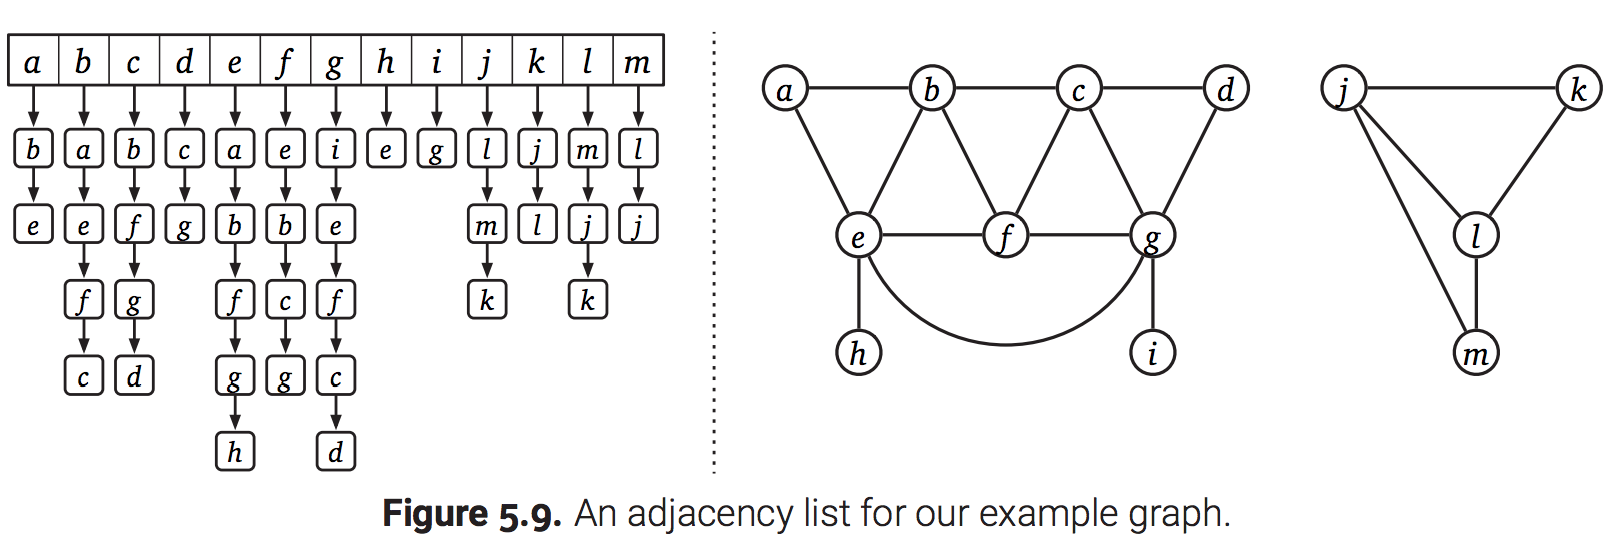 a b c d e f g h i j k l m
b a b c a e i e g l j m l
e e f g b b e m l j j
f g f c f k k
c d g g c
h d
a b c d j k
e f g l
h i m
Figure 5.9. An adjacency list for our example graph.